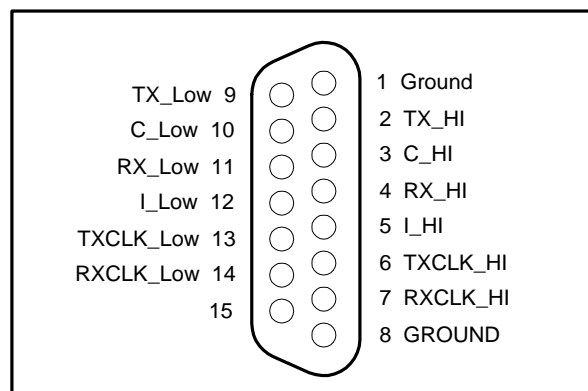 TX_Low 9
C_Low 10
RX_Low 11
I_Low 12
TXCLK_Low 13
RXCLK_Low 14
15
1 Ground
2 TX_HI
3 C_HI
4 RX_HI
5 I_HI
6 TXCLK_HI
7 RXCLK_HI
8 GROUND